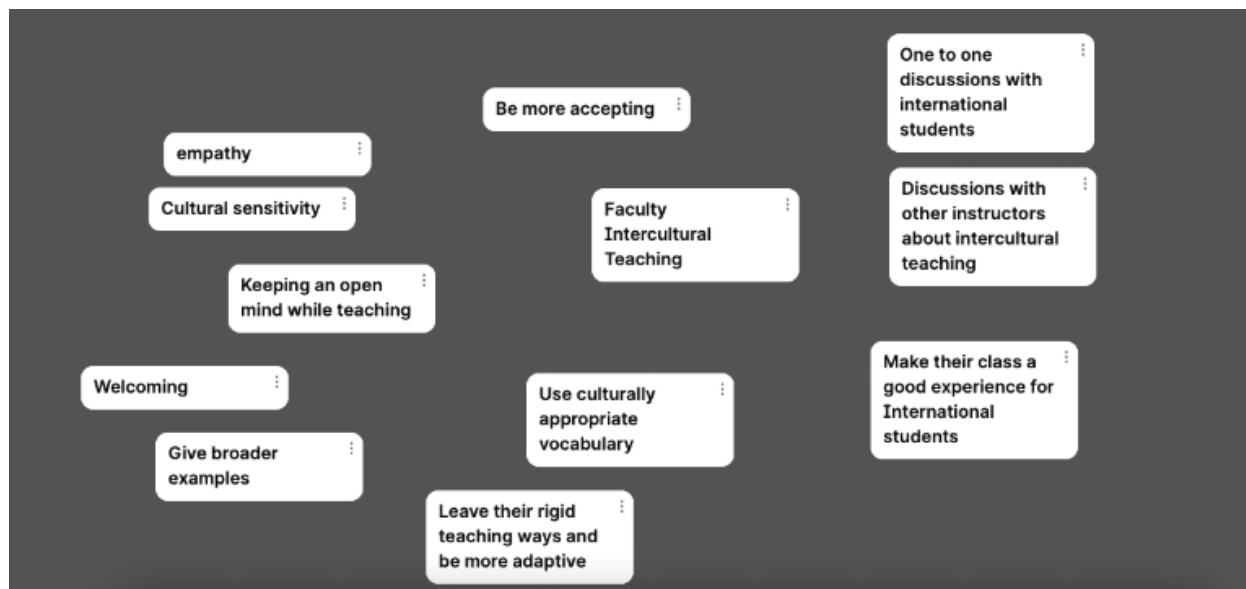 One to one
discussions with
international
students
Be more accepting
empathy
Cultural sensitivity
Faculty
Intercultural
Teaching
Discussions with
other instructors
about intercultural
teaching
Keeping an open
mind while teaching
Welcoming
Use culturally
appropriate
vocabulary
Make their class a
good experience for
International
students
Give broader
examples
Leave their rigid
teaching ways and
be more adaptive